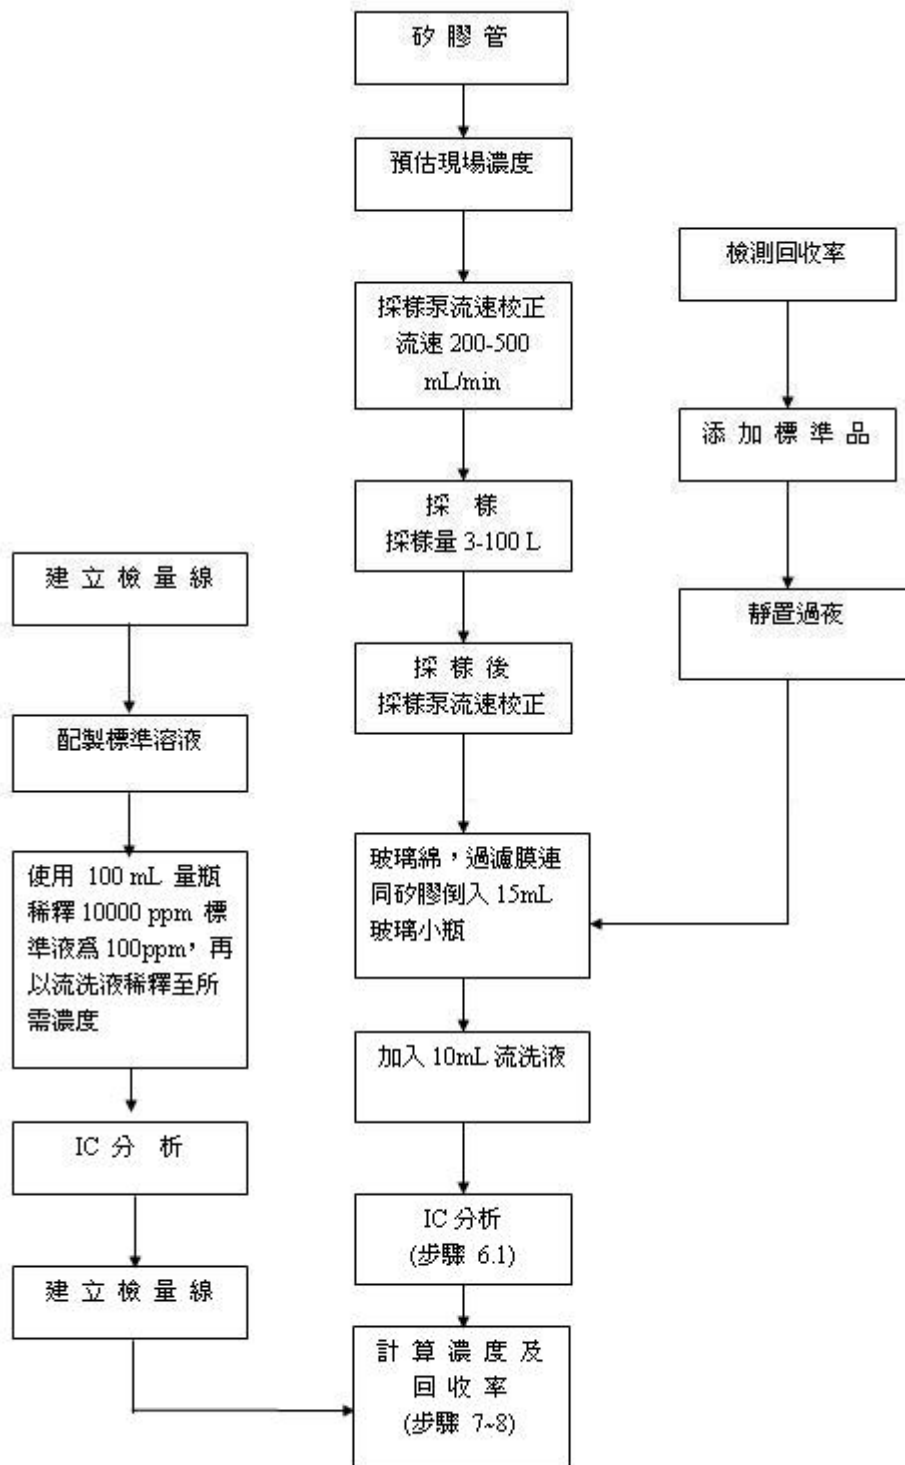 矽 膠 管
預估現場濃度
採樣泵流速校正
流速 200-500
mL/min
採 樣
採樣量 3-100 L
採 樣 後
採樣泵流速校正
玻璃綿，過濾膜連
同矽膠倒入 15mL
玻璃小瓶
加入 10mL 流洗液
IC 分析
(步驟 6.1)
計 算 濃 度 及
回 收 率
(步驟 7~8)
檢測回收率
添 加 標 準 品
靜置過夜
建 立 檢 量 線
配製標準溶液
使用 100 mL 量瓶
稀釋 10000 ppm 標
準液爲 100ppm，再
以流洗液稀釋至所
需濃度
IC 分 析
建 立 檢 量 線